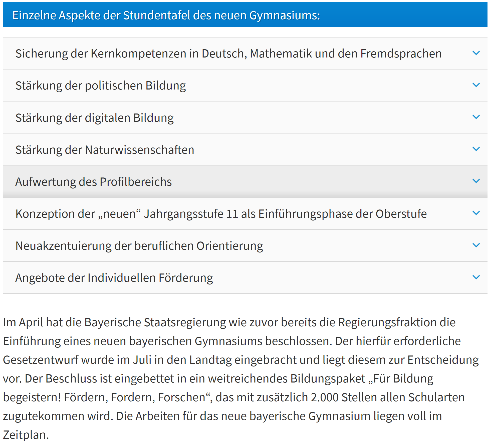 Einzelne Aspekte der Stundentafel des neuen Gymnasiums:
Sicherung der Kernkompetenzen in Deutsch, Mathematik und den Fremdsprachen
Stärkung der politischen Bildung
Stärkung der digitalen Bildung
Stärkung der Naturwissenschaften
Aufwertung des Profilbereichs
Konzeption der „neuen“ Jahrgangsstufe 11 als Einführungsphase der Oberstufe
Neuakzentuierung der beruflichen Orientierung
Angebote der Individuellen Förderung
Im April hat die Bayerische Staatsregierung wie zuvor bereits die Regierungsfraktion die
Einführung eines neuen bayerischen Gymnasiums beschlossen. Der hierfür erforderliche
Gesetzentwurf wurde im Juli in den Landtag eingebracht und liegt diesem zur Entscheidung
vor. Der Beschluss ist eingebettet in ein weitreichendes Bildungspaket „Für Bildung
begeistern! Fördern, Fordern, Forschen“, das mit zusätzlich 2.000 Stellen allen Schularten
zugutekommen wird. Die Arbeiten für das neue bayerische Gymnasium liegen voll im
Zeitplan.